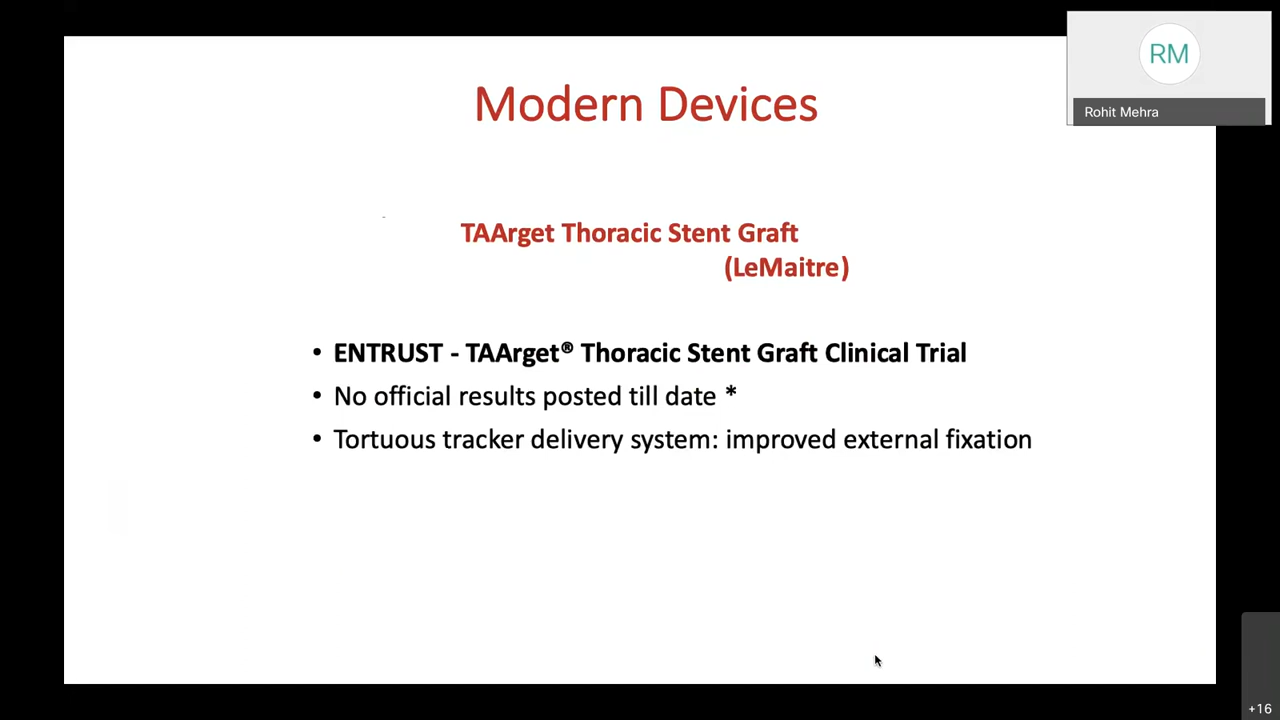 Modern Devices
RM
Rohit Mehra
TAArget Thoracic Stent Graft
(LeMaitre)
• ENTRUST - TAArget® Thoracic Stent Graft Clinical Trial
• No official results posted till date *
• Tortuous tracker delivery system: improved external fixation
+16